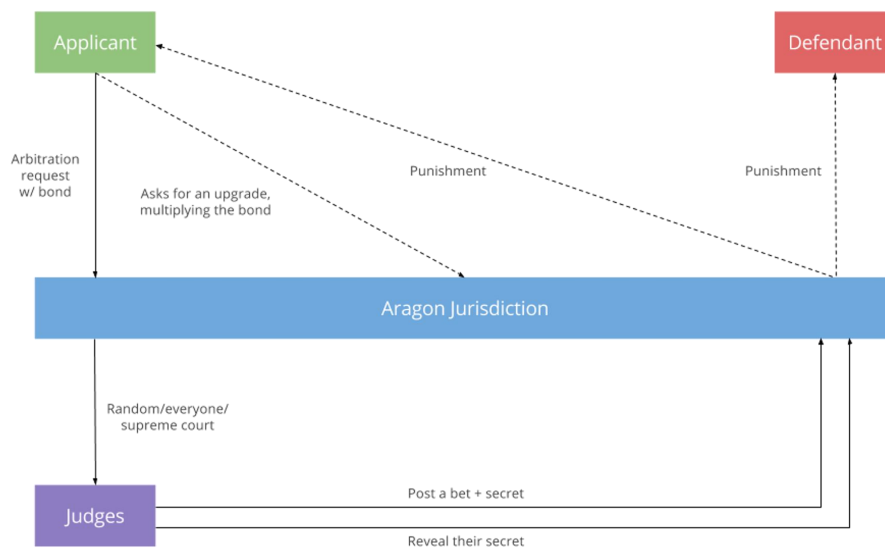 Applicant
Defendant
Arbitration
request
w/ bond
Asks for an upgrade,
multiplying the bond
Punishment
Punishment
Aragon Jurisdiction
Random/everyone/
supreme court
Judges
Post a bet + secret
Reveal their secret